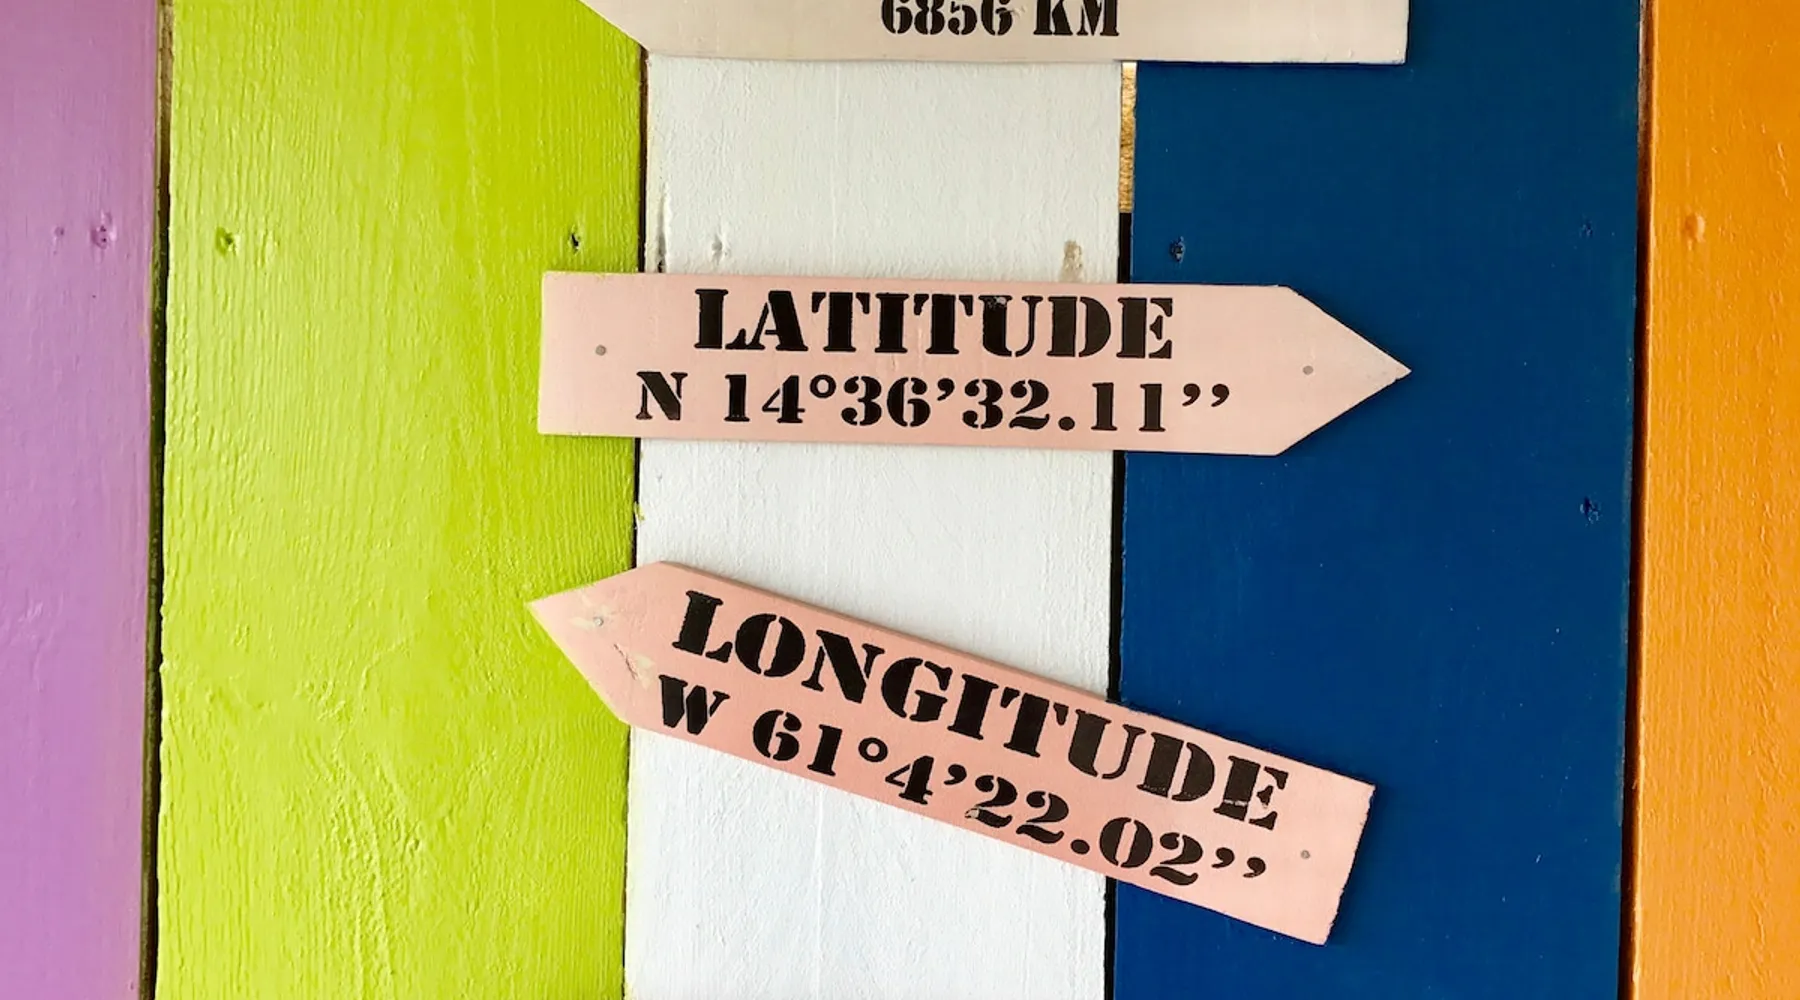 6856 KM
LATITUDE
N 14°36’32.11’’
LONGITUDE
W 61°4’22.02’’